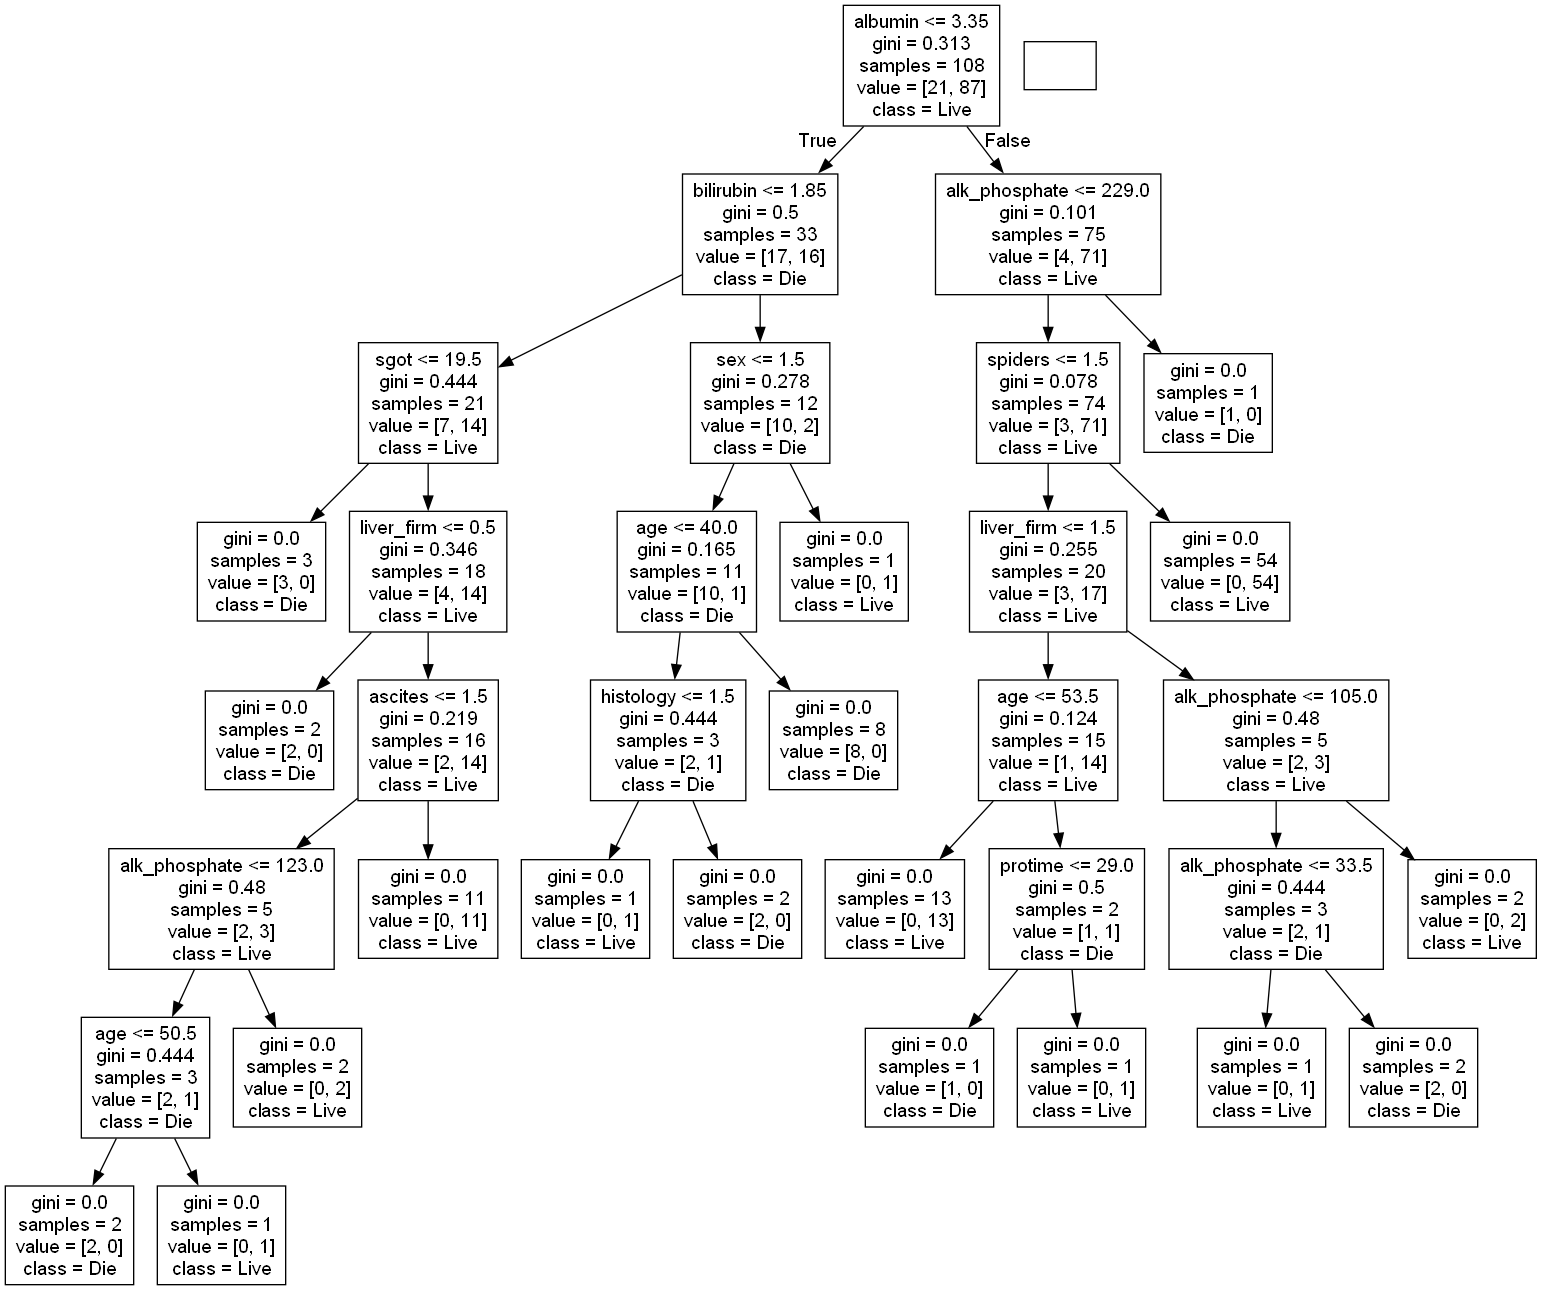 albumin <= 3.35
gini = 0.313
samples = 108
value = [21, 87]
class = Live
True
False
bilirubin <= 1.85
gini = 0.5
samples = 33
value = [17, 16]
class = Die
alk_phosphate <= 229.0
gini = 0.101
samples = 75
value = [4, 71]
class = Live
sgot <= 19.5
gini = 0.444
samples = 21
value = [7, 14]
class = Live
sex <= 1.5
gini = 0.278
samples = 12
value = [10, 2]
class = Die
spiders <= 1.5
gini = 0.078
samples = 74
value = [3, 71]
class = Live
gini = 0.0
samples = 1
value = [1, 0]
class = Die
gini = 0.0
samples = 3
value = [3, 0]
class = Die
liver_firm <= 0.5
gini = 0.346
samples = 18
value = [4, 14]
class = Live
age <= 40.0
gini = 0.165
samples = 11
value = [10, 1]
class = Die
gini = 0.0
samples = 1
value = [0, 1]
class = Live
liver_firm <= 1.5
gini = 0.255
samples = 20
value = [3, 17]
class = Live
gini = 0.0
samples = 54
value = [0, 54]
class = Live
gini = 0.0
samples = 2
value = [2, 0]
class = Die
ascites <= 1.5
gini = 0.219
samples = 16
value = [2, 14]
class = Live
histology <= 1.5
gini = 0.444
samples = 3
value = [2, 1]
class = Die
gini = 0.0
samples = 8
value = [8, 0]
class = Die
age <= 53.5
gini = 0.124
samples = 15
value = [1, 14]
class = Live
alk_phosphate <= 105.0
gini = 0.48
samples = 5
value = [2, 3]
class = Live
alk_phosphate <= 123.0
gini = 0.48
samples = 5
value = [2, 3]
class = Live
gini = 0.0
samples = 11
value = [0, 11]
class = Live
gini = 0.0
samples = 1
value = [0, 1]
class = Live
gini = 0.0
samples = 2
value = [2, 0]
class = Die
gini = 0.0
samples = 13
value = [0, 13]
class = Live
protime <= 29.0
gini = 0.5
samples = 2
value = [1, 1]
class = Die
alk_phosphate <= 33.5
gini = 0.444
samples = 3
value = [2, 1]
class = Die
gini = 0.0
samples = 2
value = [0, 2]
class = Live
age <= 50.5
gini = 0.444
samples = 3
value = [2, 1]
class = Die
gini = 0.0
samples = 2
value = [0, 2]
class = Live
gini = 0.0
samples = 1
value = [1, 0]
class = Die
gini = 0.0
samples = 1
value = [0, 1]
class = Live
gini = 0.0
samples = 1
value = [0, 1]
class = Live
gini = 0.0
samples = 2
value = [2, 0]
class = Die
gini = 0.0
samples = 2
value = [2, 0]
class = Die
gini = 0.0
samples = 1
value = [0, 1]
class = Live